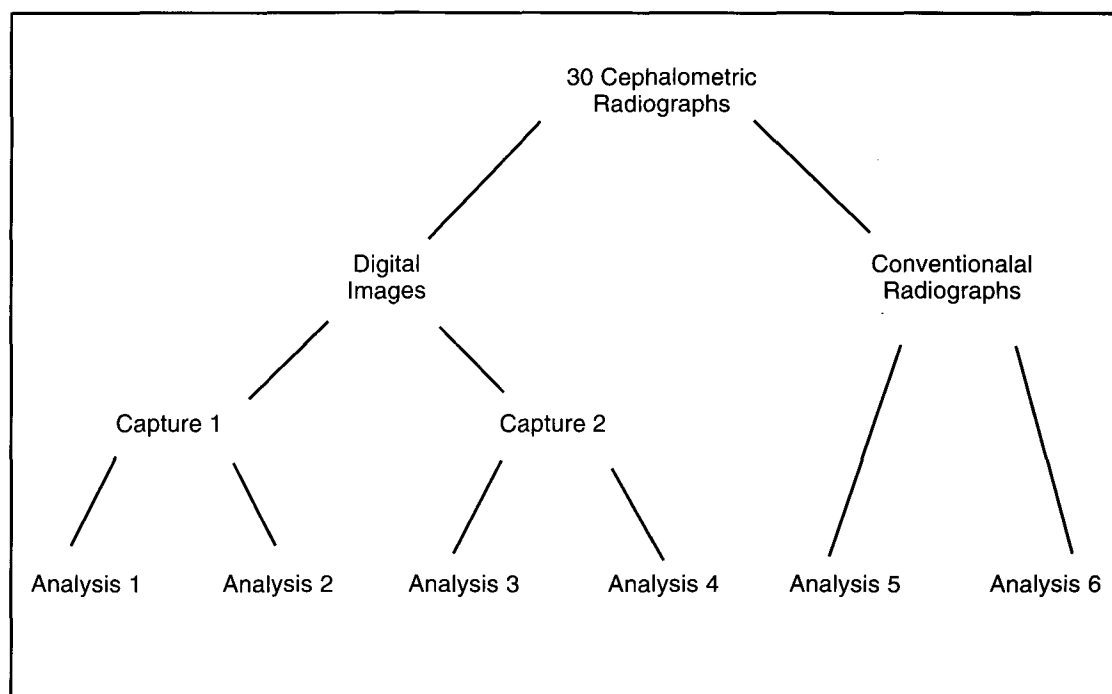 30 Cephalometric
Radiographs
Digital
Images
Conventionalal
Radiographs
Capture 1
Capture 2
Analysis 1
Analysis 2
Analysis 3
Analysis 4
Analysis 5
Analysis 6